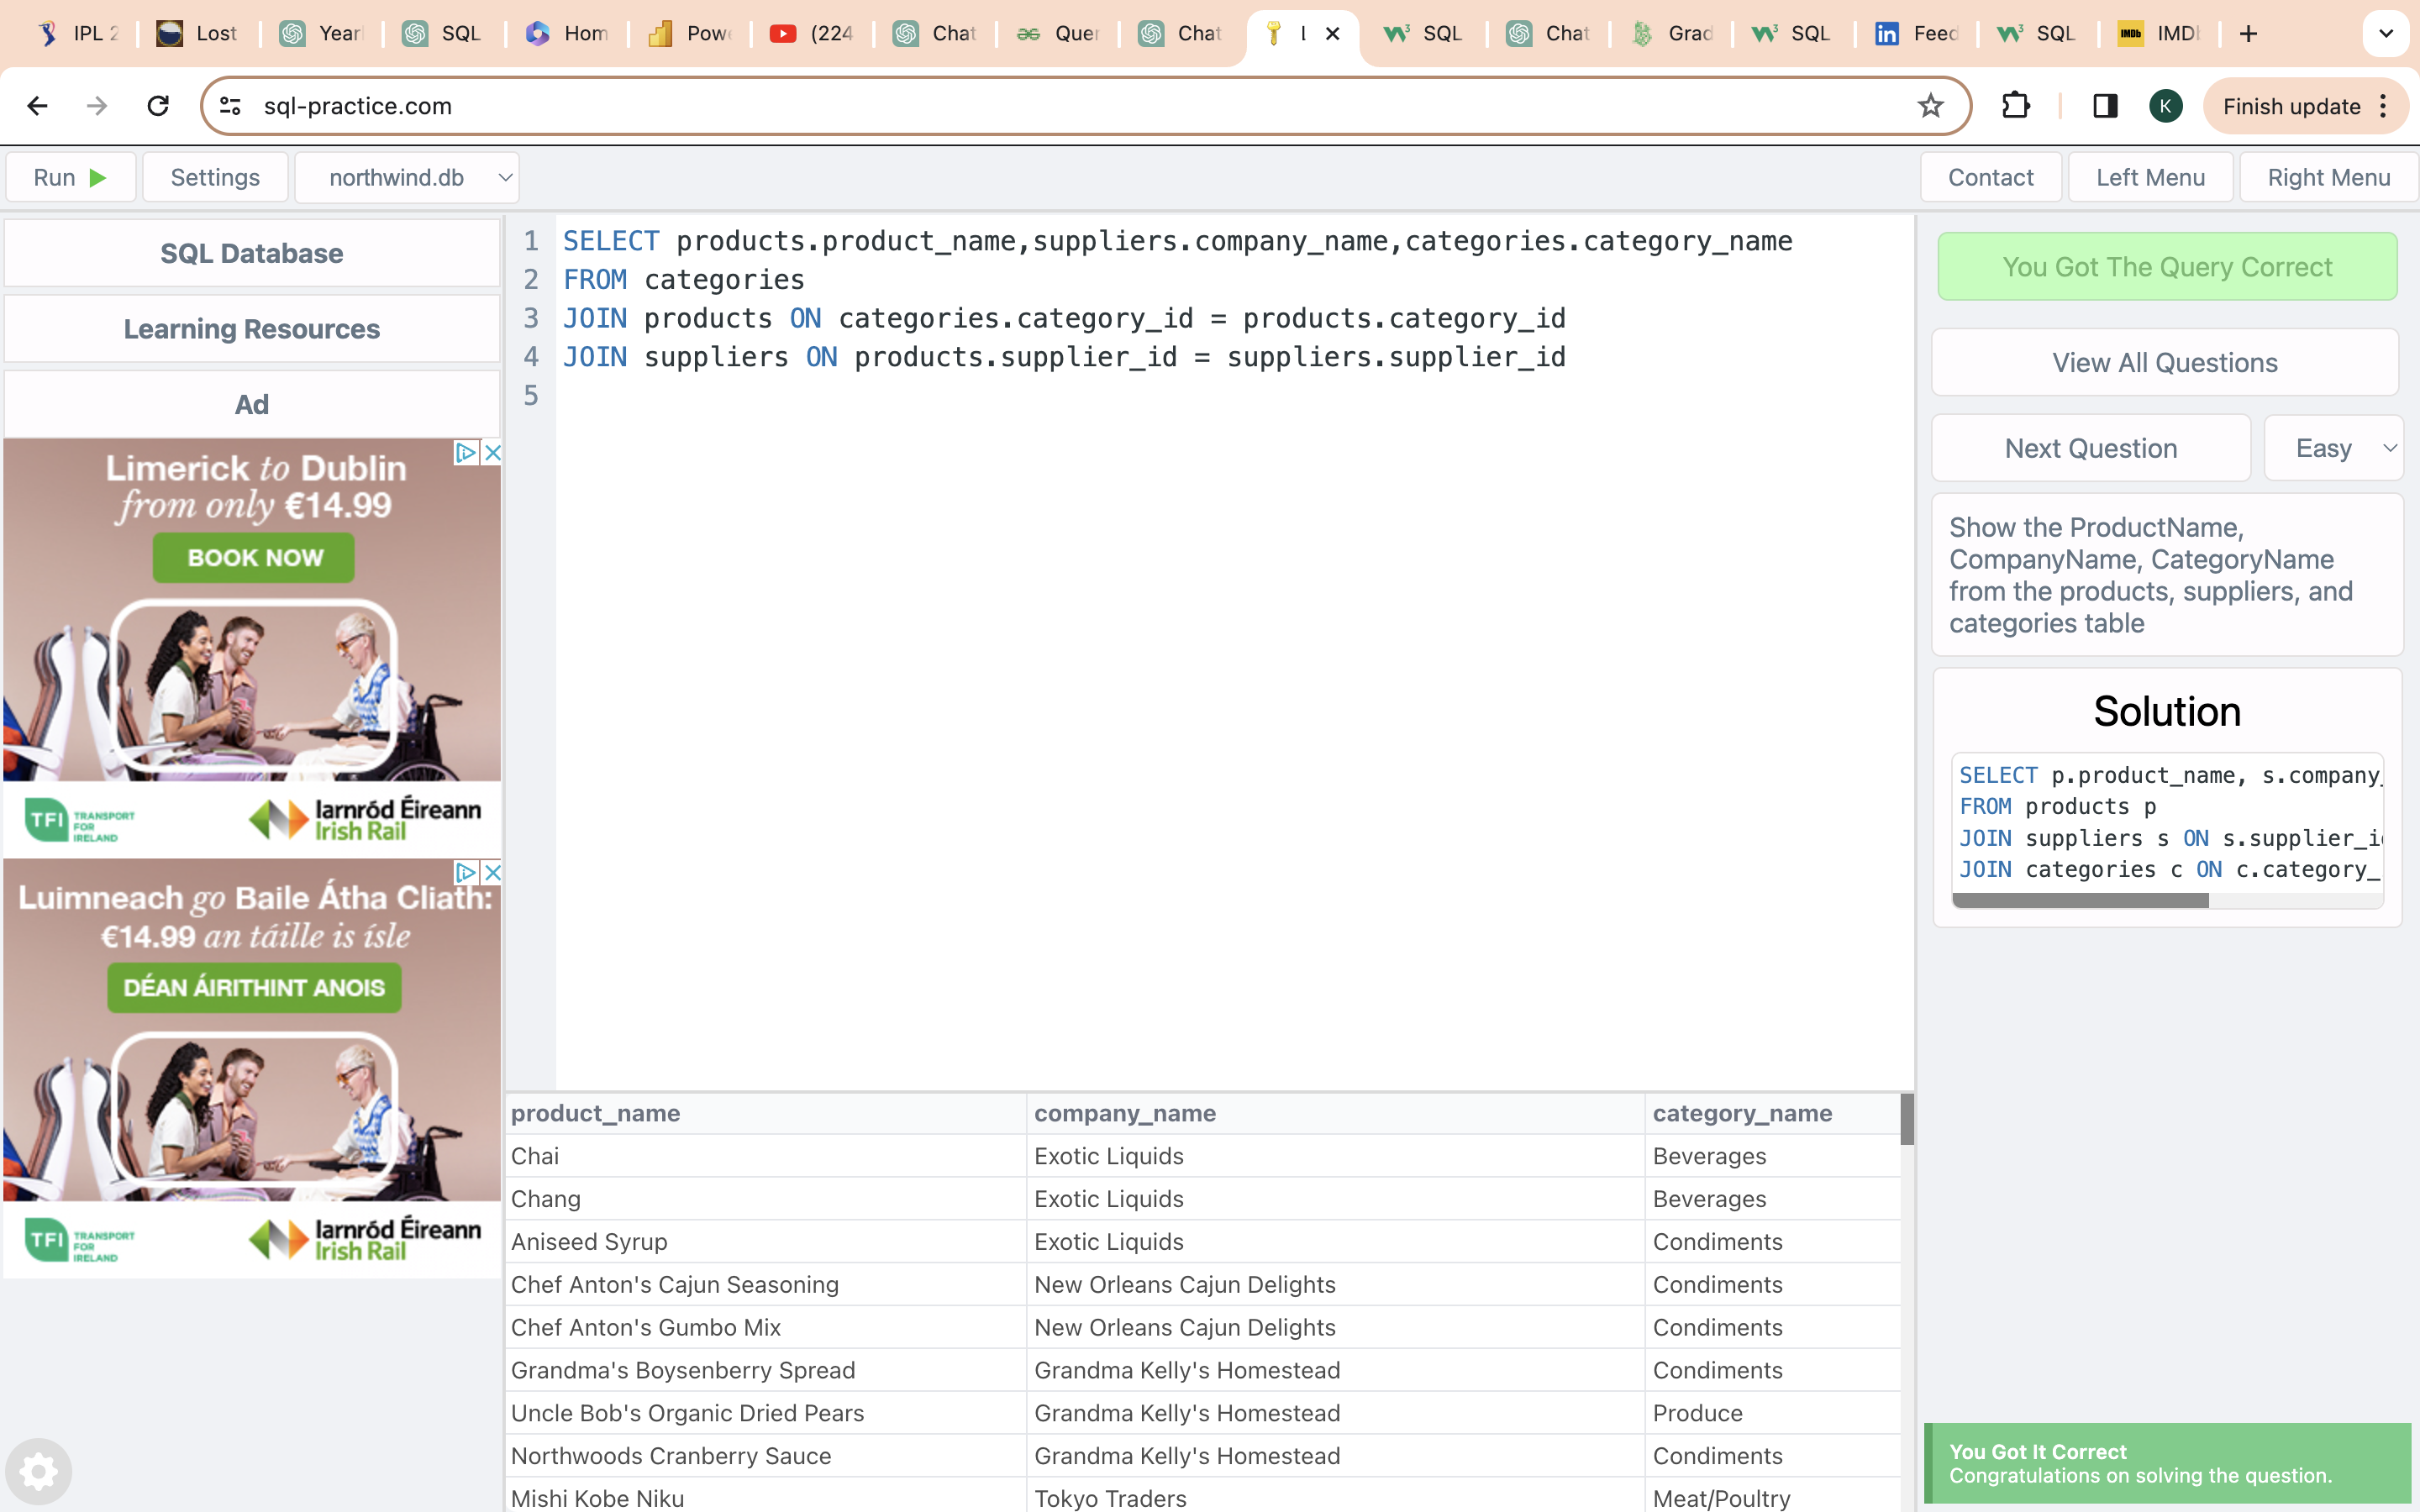 IPL 2
Lost
Year
SQL
Hom
Powe
(224
Chat
Quer
Chat
SQL
Chat
Grad
SQL
Feed
SQL
IMDb
sql-practice.com
K
Finish update
Run
Settings
northwind.db
Contact
Left Menu
Right Menu
SQL Database
Learning Resources
Ad
Limerick to Dublin
from only €14.99
BOOK NOW
TFI TRANSPORT
FOR
IRELAND
Iarnród Éireann
Irish Rail
Luimneach go Baile Átha Cliath:
€14.99 an táille is ísle
DÉAN ÁIRITHINT ANOIS
TFI TRANSPORT
FOR
IRELAND
Iarnród Éireann
Irish Rail
1 SELECT products.product_name,suppliers.company_name,categories.category_name
2 FROM categories
3 JOIN products ON categories.category_id = products.category_id
4 JOIN suppliers ON products.supplier_id = suppliers.supplier_id
5
product_name company_name category_name
Chai Exotic Liquids Beverages
Chang Exotic Liquids Beverages
Aniseed Syrup Exotic Liquids Condiments
Chef Anton's Cajun Seasoning New Orleans Cajun Delights Condiments
Chef Anton's Gumbo Mix New Orleans Cajun Delights Condiments
Grandma's Boysenberry Spread Grandma Kelly's Homestead Condiments
Uncle Bob's Organic Dried Pears Grandma Kelly's Homestead Produce
Northwoods Cranberry Sauce Grandma Kelly's Homestead Condiments
Mishi Kobe Niku Tokyo Traders Meat/Poultry
You Got The Query Correct
View All Questions
Next Question
Easy
Show the ProductName,
CompanyName, CategoryName
from the products, suppliers, and
categories table
Solution
SELECT p.product_name, s.company_
FROM products p
JOIN suppliers s ON s.supplier_i
JOIN categories c ON c.category_
You Got It Correct
Congratulations on solving the question.